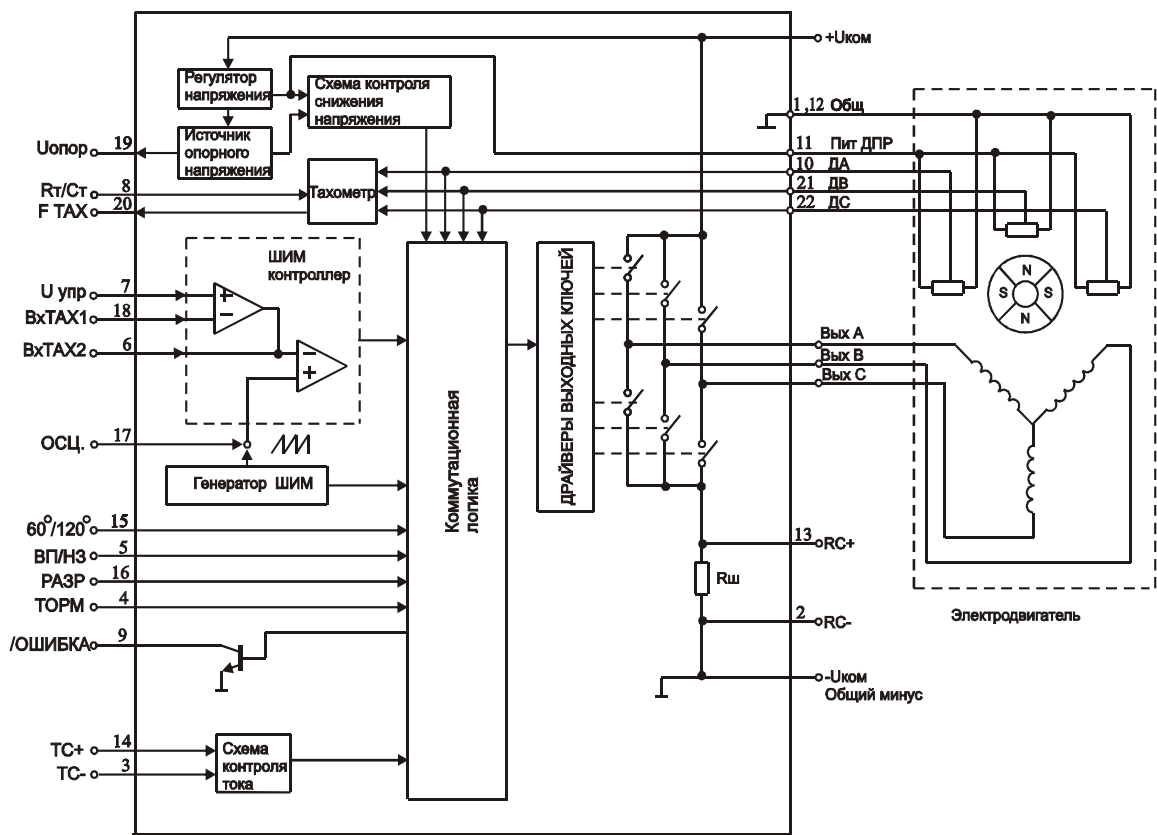 +Uком
Регулятор
напряжения
Схема контроля
снижения
напряжения
1 ,12 Общ
Uопор 19
Источник
опорного
напряжения
11 Пит ДПР
10 ДА
Rт/Ст 8
Тахометр
21 ДВ
F ТАХ 20
22 ДС
ШИМ
контроллер
U упр 7
+
ВхТАХ1 18
−
ВхТАХ2 6
−
+
ДРАЙВЕРЫ ВЫХОДНЫХ КЛЮЧЕЙ
N
S S
N
Вых А
Вых В
Вых С
ОСЦ. 17
Генератор ШИМ
Коммутационная
логика
60°/120° 15
ВП/НЗ 5
РАЗР 16
ТОРМ 4
/ОШИБКА 9
13 RC+
Rш
2 RC-
Электродвигатель
-Uком
Общий минус
ТС+ 14
ТС- 3
Схема
контроля
тока